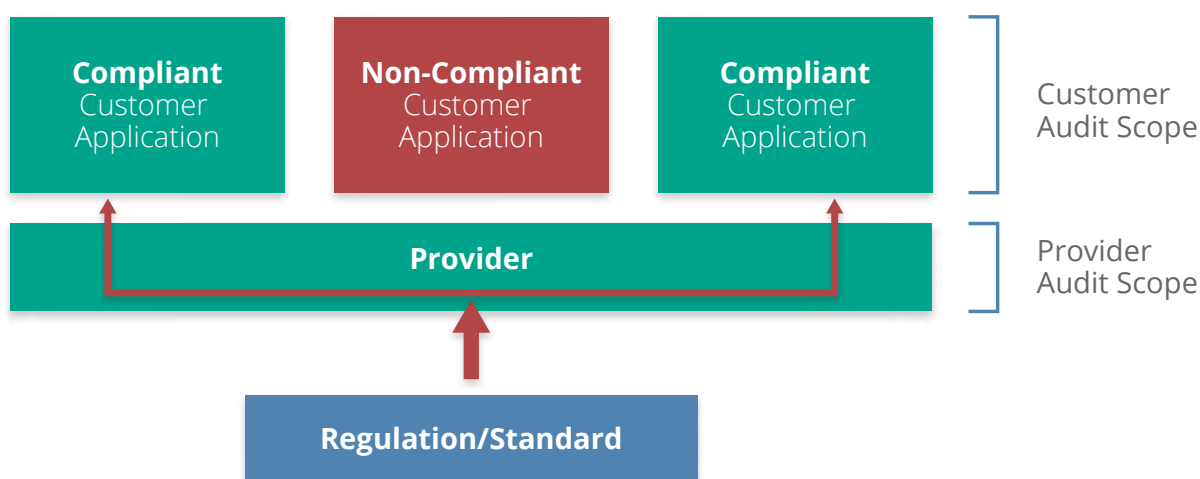 Compliant
Customer
Application
Non-Compliant
Customer
Application
Compliant
Customer
Application
Customer
Audit Scope
Provider
Provider
Audit Scope
Regulation/Standard